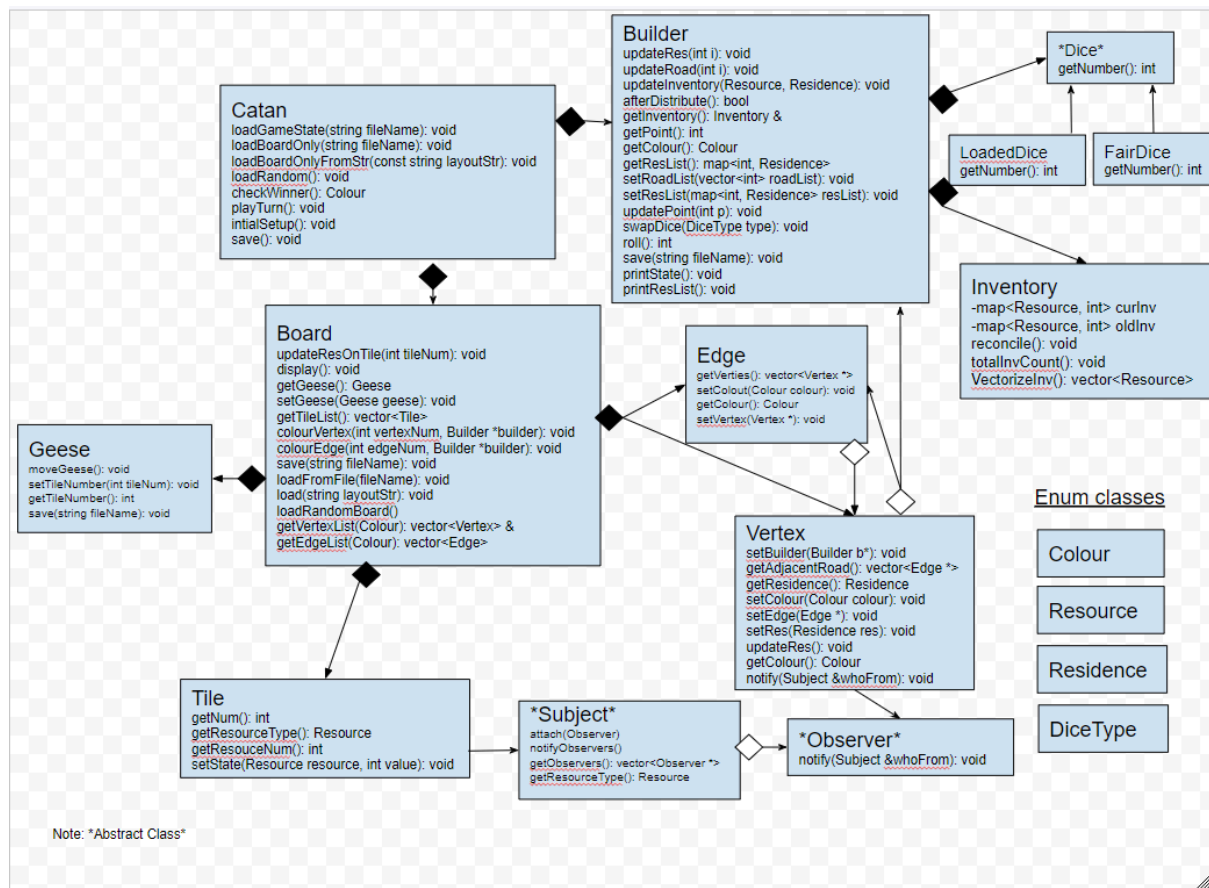 Catan
loadGameState(string fileName): void
loadBoardOnly(string fileName): void
loadBoardOnlyFromStr(const string layoutStr): void
loadRandom(): void
checkWinner(): Colour
playTurn(): void
intialSetup(): void
save(): void
Builder
updateRes(int i): void
updateRoad(int i): void
updateInventory(Resource, Residence): void
afterDistribute(): bool
getInventory(): Inventory &
getPoint(): int
getColour(): Colour
getResList(): map<int, Residence>
setRoadList(vector<int> roadList): void
setResList(map<int, Residence> resList): void
updatePoint(int p): void
swapDice(DiceType type): void
roll(): int
save(string fileName): void
printState(): void
printResList(): void
*Dice*
getNumber(): int
LoadedDice
getNumber(): int
FairDice
getNumber(): int
Inventory
-map<Resource, int> curInv
-map<Resource, int> oldInv
reconcile(): void
totalInvCount(): void
VectorizeInv(): vector<Resource>
Board
updateResOnTile(int tileNum): void
display(): void
getGeese(): Geese
setGeese(Geese geese): void
getTileList(): vector<Tile>
colourVertex(int vertexNum, Builder *builder): void
colourEdge(int edgeNum, Builder *builder): void
save(string fileName): void
loadFromFile(fileName): void
load(string layoutStr): void
loadRandomBoard()
getVertexList(Colour): vector<Vertex> &
getEdgeList(Colour): vector<Edge>
Edge
getVerties(): vector<Vertex *>
setColout(Colour colour): void
getColour(): Colour
setVertex(Vertex *): void
Geese
moveGeese(): void
setTileNumber(int tileNum): void
getTileNumber(): int
save(string fileName): void
Vertex
setBuilder(Builder b*): void
getAdjacentRoad(): vector<Edge *>
getResidence(): Residence
setColour(Colour colour): void
setEdge(Edge *): void
setRes(Residence res): void
updateRes(): void
getColour(): Colour
notify(Subject &whoFrom): void
Enum classes
Colour
Resource
Residence
DiceType
Tile
getNum(): int
getResourceType(): Resource
getResouceNum(): int
setState(Resource resource, int value): void
*Subject*
attach(Observer)
notifyObservers()
getObservers(): vector<Observer *>
getResourceType(): Resource
*Observer*
notify(Subject &whoFrom): void
Note: *Abstract Class*